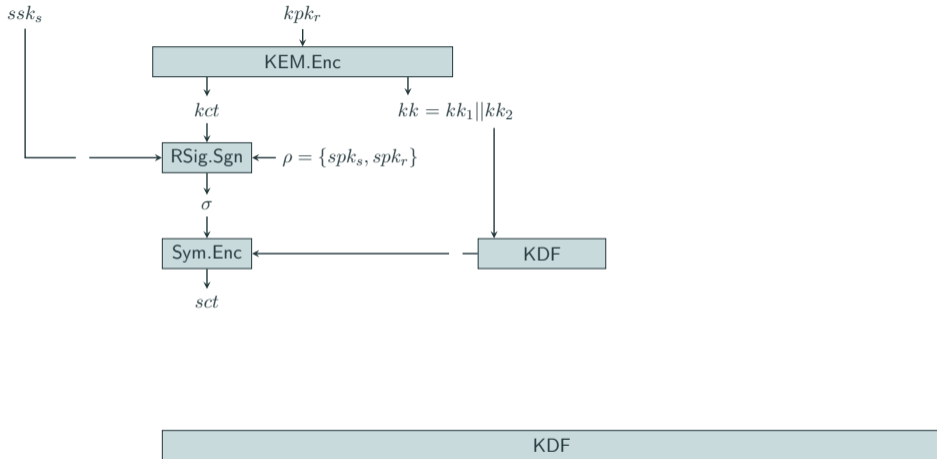 ssk_s
kpk_r
KEM.Enc
kct
kk = kk_1||kk_2
RSig.Sgn
ρ = {spk_s, spk_r}
σ
Sym.Enc
KDF
sct
KDF